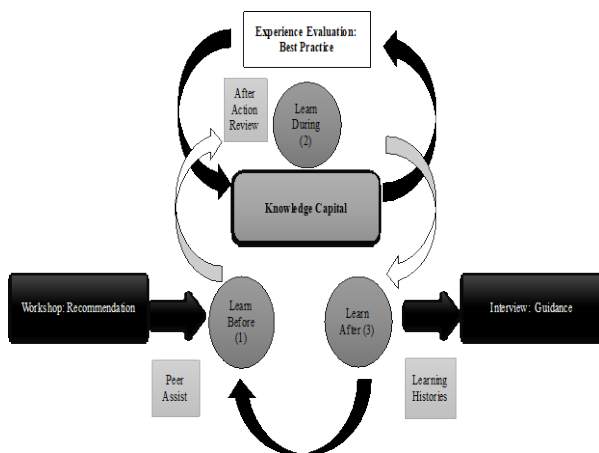 Experience Evaluation:
Best Practice
After
Action
Review
Learn
During
(2)
Knowledge Capital
Workshop: Recommendation
Learn
Before
(1)
Learn
After (3)
Interview: Guidance
Peer
Assist
Learning
Histories